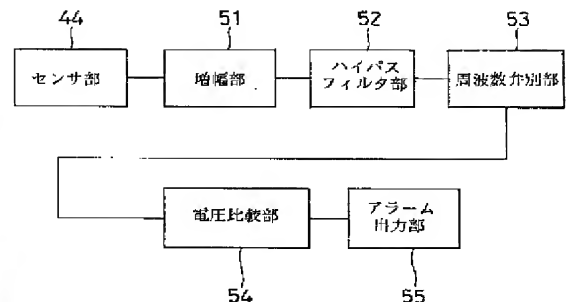 44
51
52
53
センサ部
増幅部
ハイパス
フィルタ部
周波数弁別部
電圧比較部
アラーム
出力部
54
55